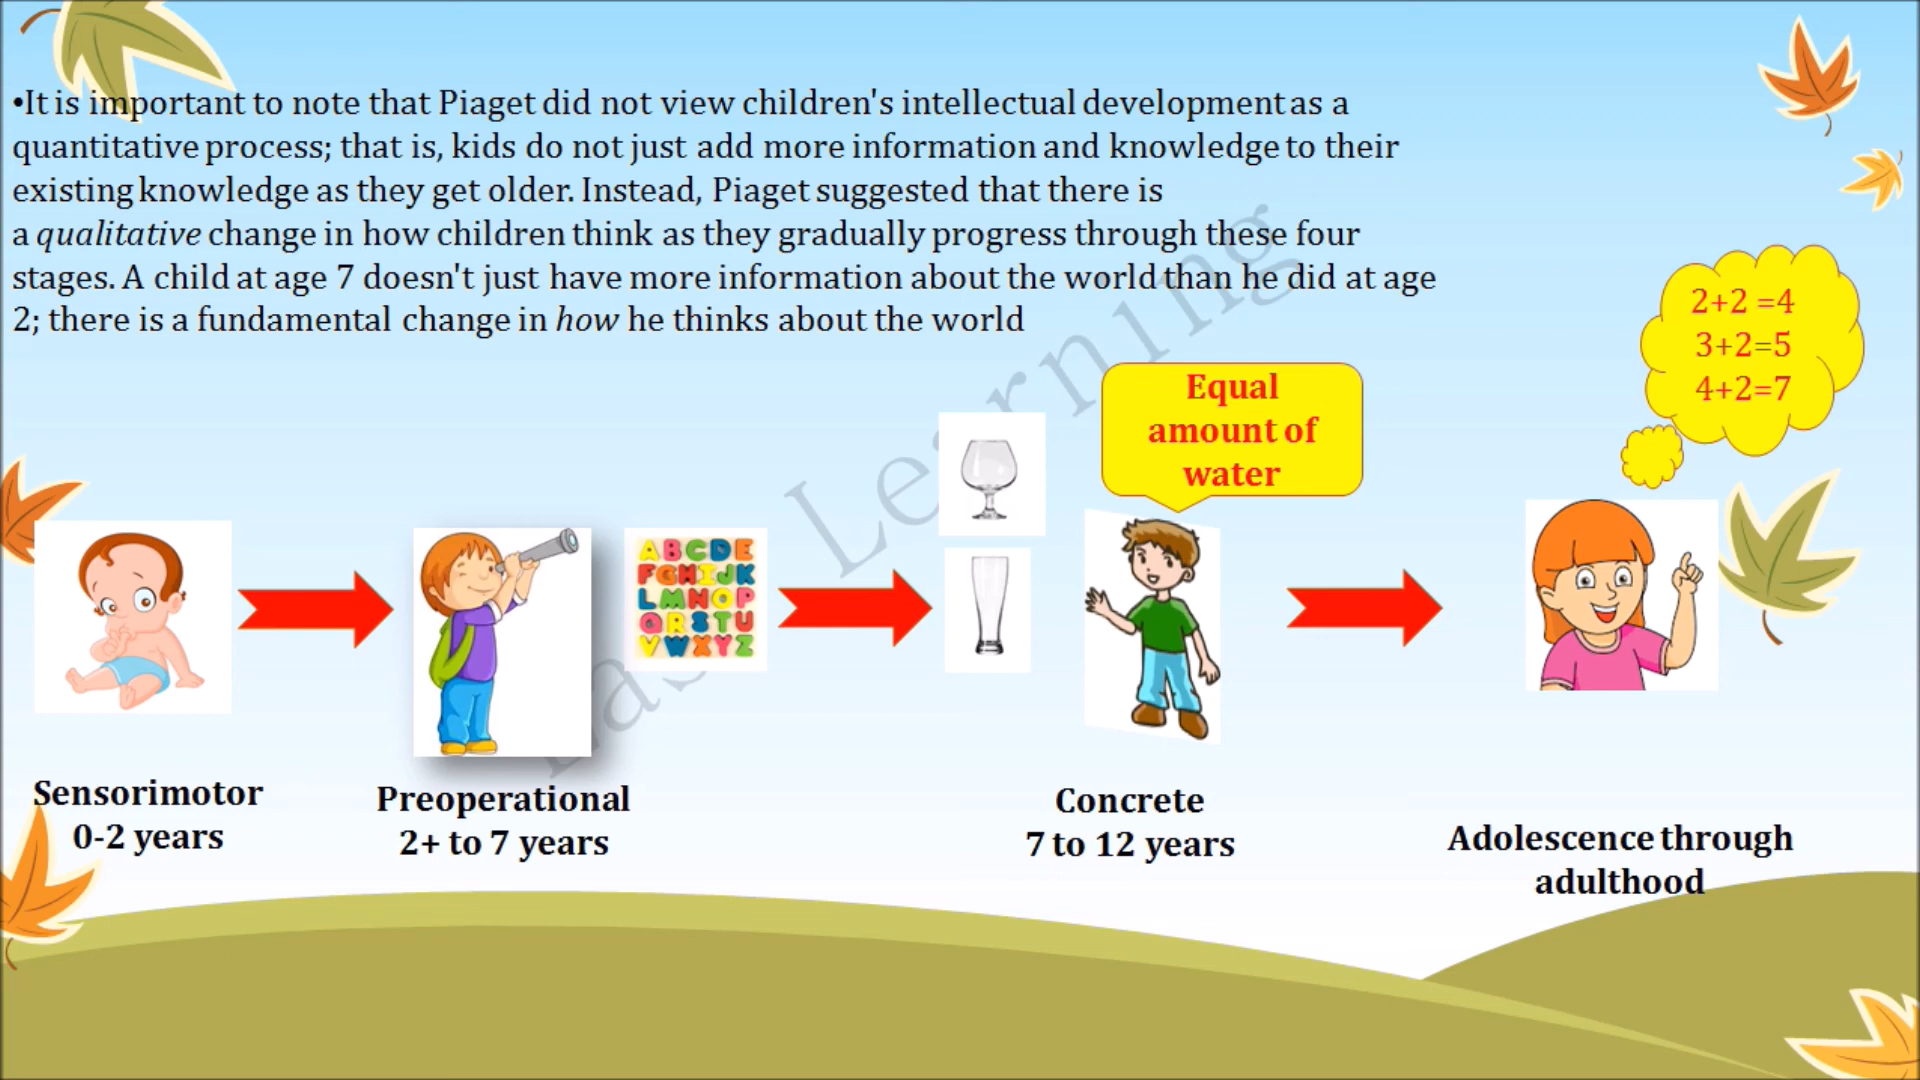 •It is important to note that Piaget did not view children's intellectual development as a
quantitative process; that is, kids do not just add more information and knowledge to their
existing knowledge as they get older. Instead, Piaget suggested that there is
a qualitative change in how children think as they gradually progress through these four
stages. A child at age 7 doesn't just have more information about the world than he did at age
2; there is a fundamental change in how he thinks about the world
2+2 =4
3+2=5
4+2=7
Equal
amount of
water
ABCDE
FGHIJK
LMNOP
QRSTU
VWXYZ
Learning
Sensorimotor
0-2 years
Preoperational
2+ to 7 years
Concrete
7 to 12 years
Adolescence through
adulthood